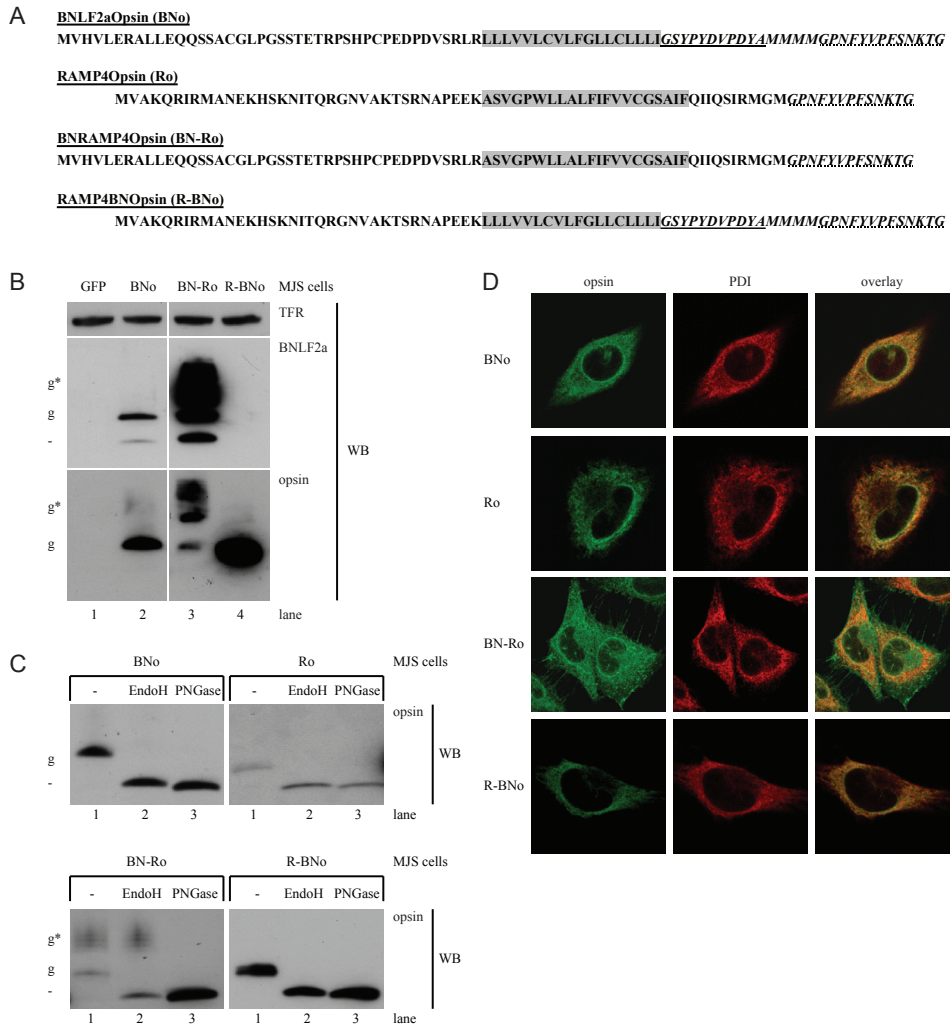 A
BNLF2aOpsin (BNo)
MVHVLERALLEQQSSACGLPGSSTETRPSHPCPEDPDVSRLRLLLVVLCVLFGLLCLLLIGSYPYDVPDYAMMMMGPNFYVPFSNKTG
RAMP4Opsin (Ro)
MVAKQRIRMANEKHSKNITQRGNVAKTSRNAPEEKASVGPWLLALFIFVVCGSAIFQIIQSIRMGMGPNFYVPFSNKTG
BNRAMP4Opsin (BN-Ro)
MVHVLERALLEQQSSACGLPGSSTETRPSHPCPEDPDVSRLRASVGPWLLALFIFVVCGSAIFQIIQSIRMGMGPNFYVPFSNKTG
RAMP4BNOpsin (R-BNo)
MVAKQRIRMANEKHSKNITQRGNVAKTSRNAPEEKLLLVVLCVLFGLLCLLLIGSYPYDVPDYAMMMMGPNFYVPFSNKTG
B
GFP BNo BN-Ro R-BNo MJS cells
TFR
BNLF2a
g*
g
-
WB
opsin
g*
g
1 2 3 4 lane
C
BNo Ro MJS cells
- EndoH PNGase - EndoH PNGase
opsin
g
-
WB
1 2 3 1 2 3 lane
BN-Ro R-BNo MJS cells
- EndoH PNGase - EndoH PNGase
opsin
g*
g
-
WB
1 2 3 1 2 3 lane
D
opsin PDI overlay
BNo
Ro
BN-Ro
R-BNo